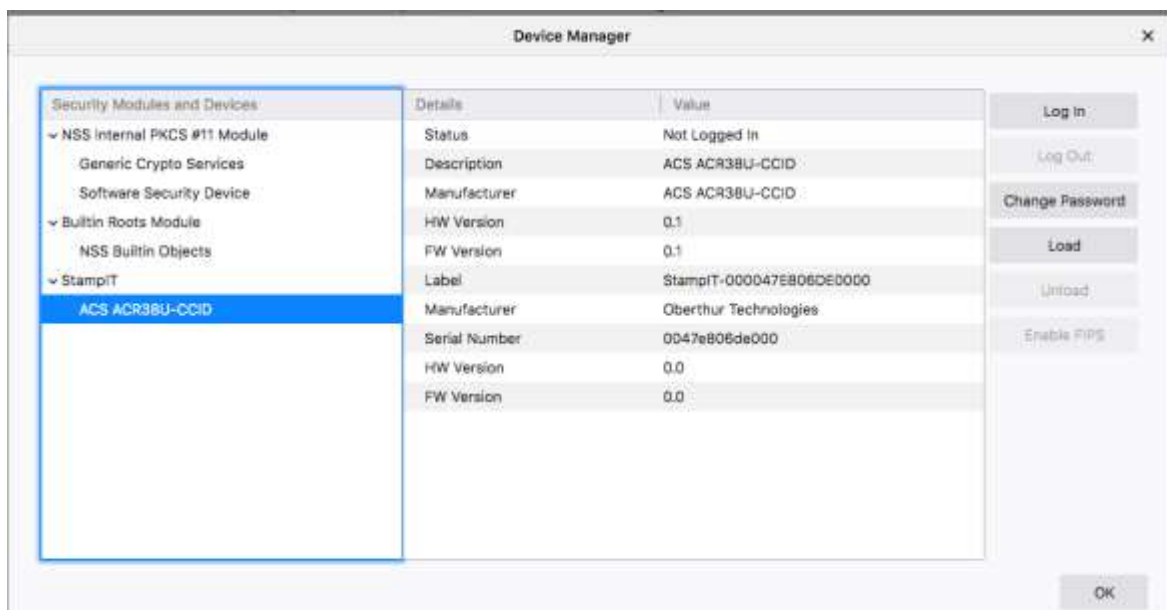 Device Manager
Security Modules and Devices
Details Value
NSS Internal PKCS #11 Module
Status Not Logged In
Log In
Generic Crypto Services
Description ACS ACR38U-CCID
Log Out
Software Security Device
Manufacturer ACS ACR38U-CCID
Change Password
Builtin Roots Module
HW Version 0.1
NSS Builtin Objects
FW Version 0.1
Load
StampIT
Label StampIT-000047E806DE0000
Unload
ACS ACR38U-CCID
Manufacturer Oberthur Technologies
Serial Number 0047e806de000
Enable FIPS
HW Version 0.0
FW Version 0.0
OK